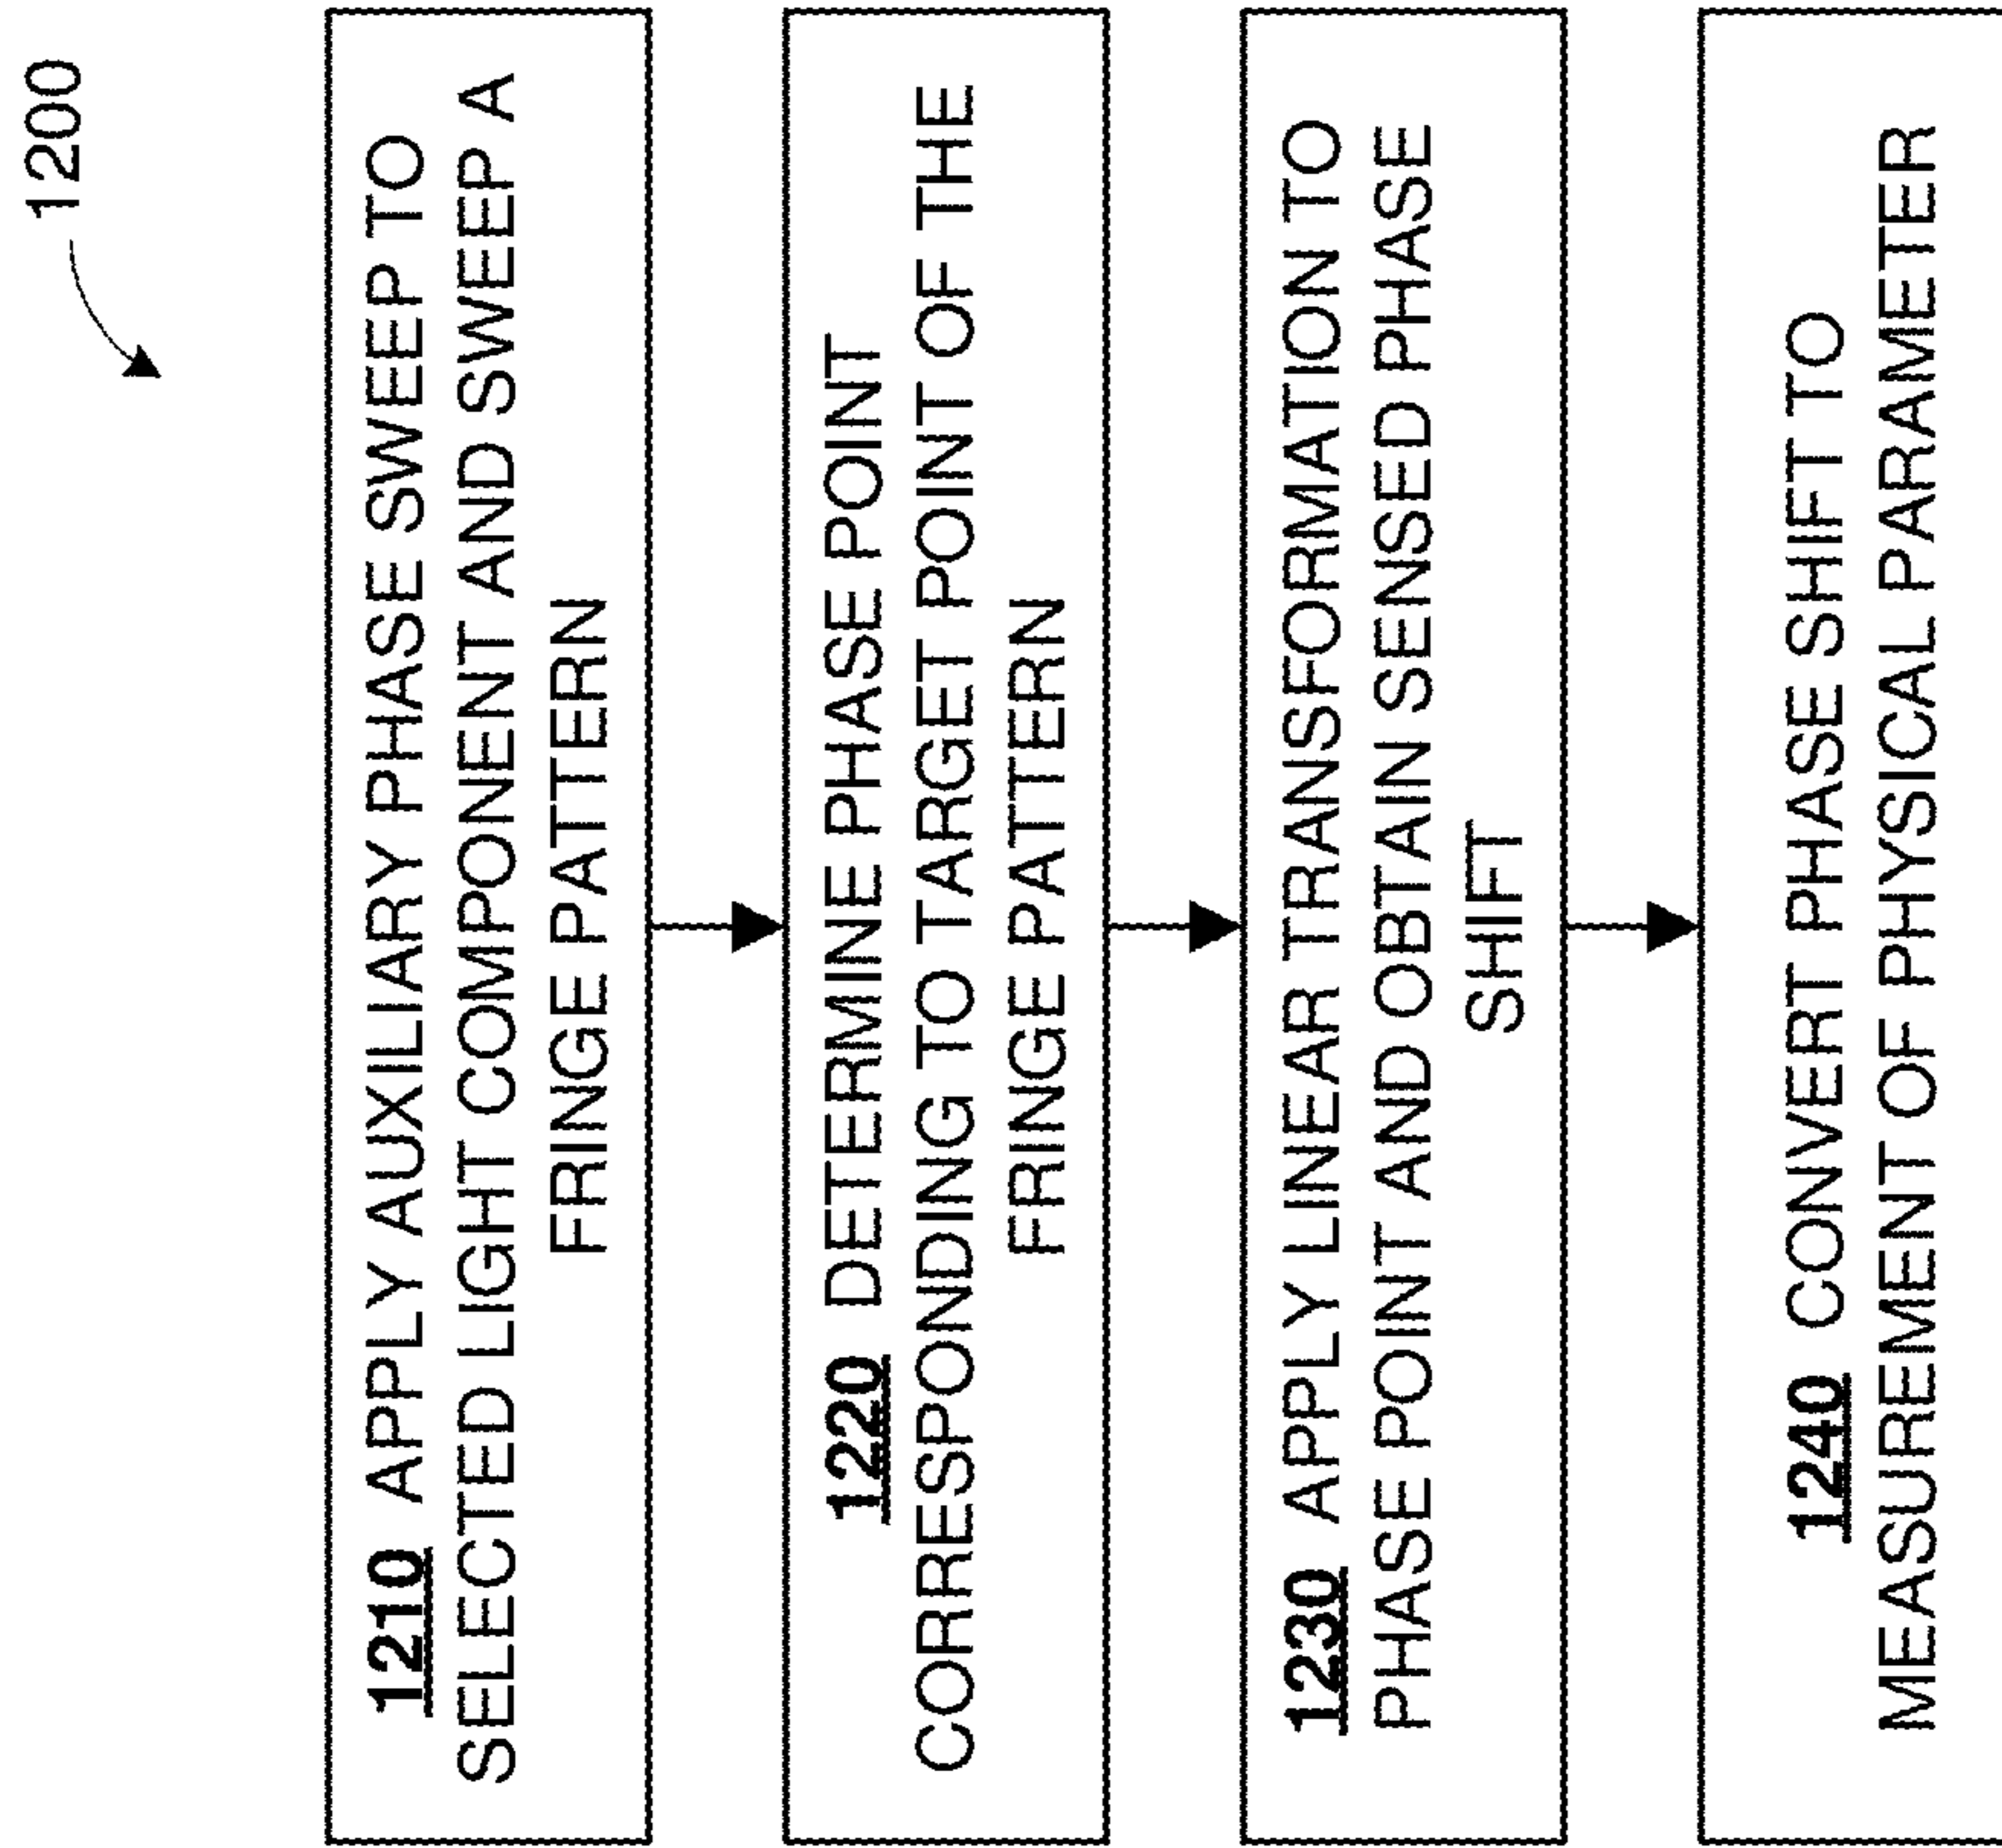 1200
1210 APPLY AUXILIARY PHASE SWEEP TO
SELECTED LIGHT COMPONENT AND SWEEP A
FRINGE PATTERN
1220 DETERMINE PHASE POINT
CORRESPONDING TO TARGET POINT OF THE
FRINGE PATTERN
1230 APPLY LINEAR TRANSFORMATION TO
PHASE POINT AND OBTAIN SENSED PHASE
SHIFT
1240 CONVERT PHASE SHIFT TO
MEASUREMENT OF PHYSICAL PARAMETER